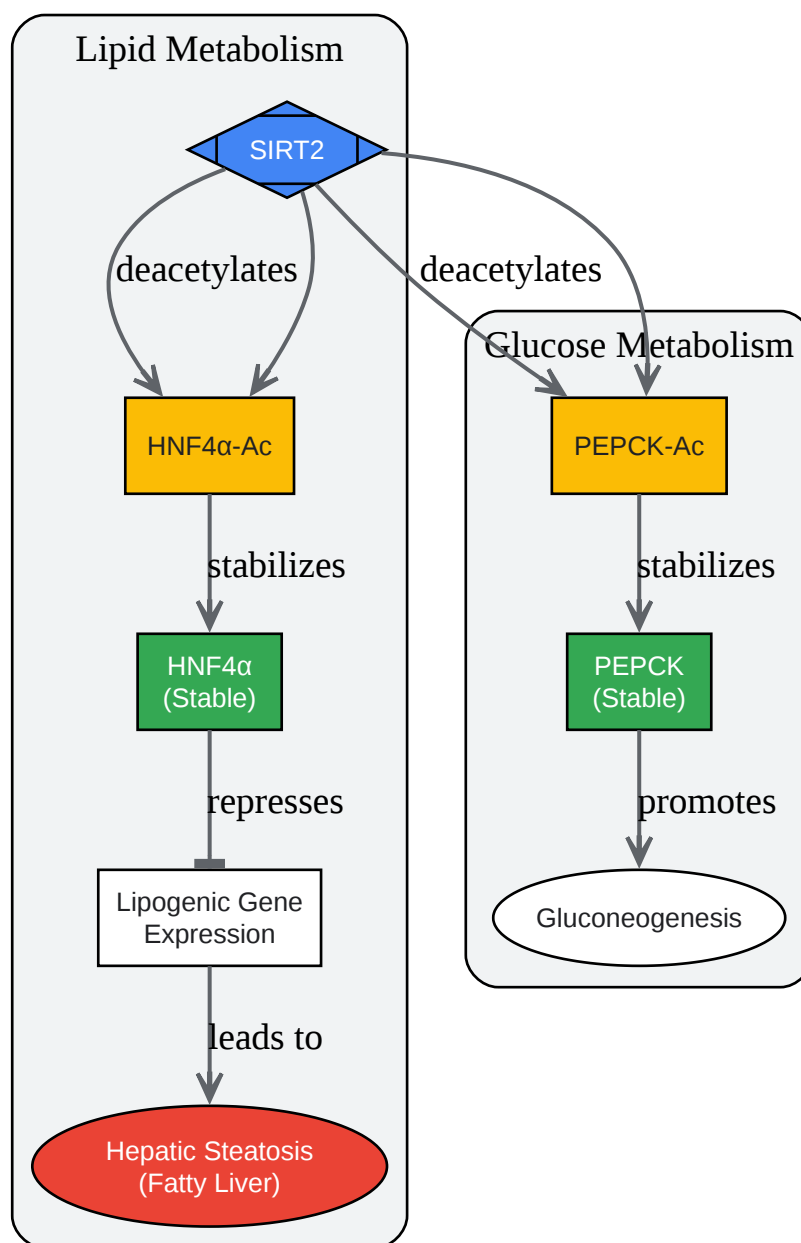 Lipid Metabolism
SIRT2
deacetylates
deacetylates
Glucose Metabolism
HNF4α-Ac
PEPCK-Ac
stabilizes
stabilizes
HNF4α
(Stable)
PEPCK
(Stable)
represses
promotes
Lipogenic Gene
Expression
Gluconeogenesis
leads to
Hepatic Steatosis
(Fatty Liver)